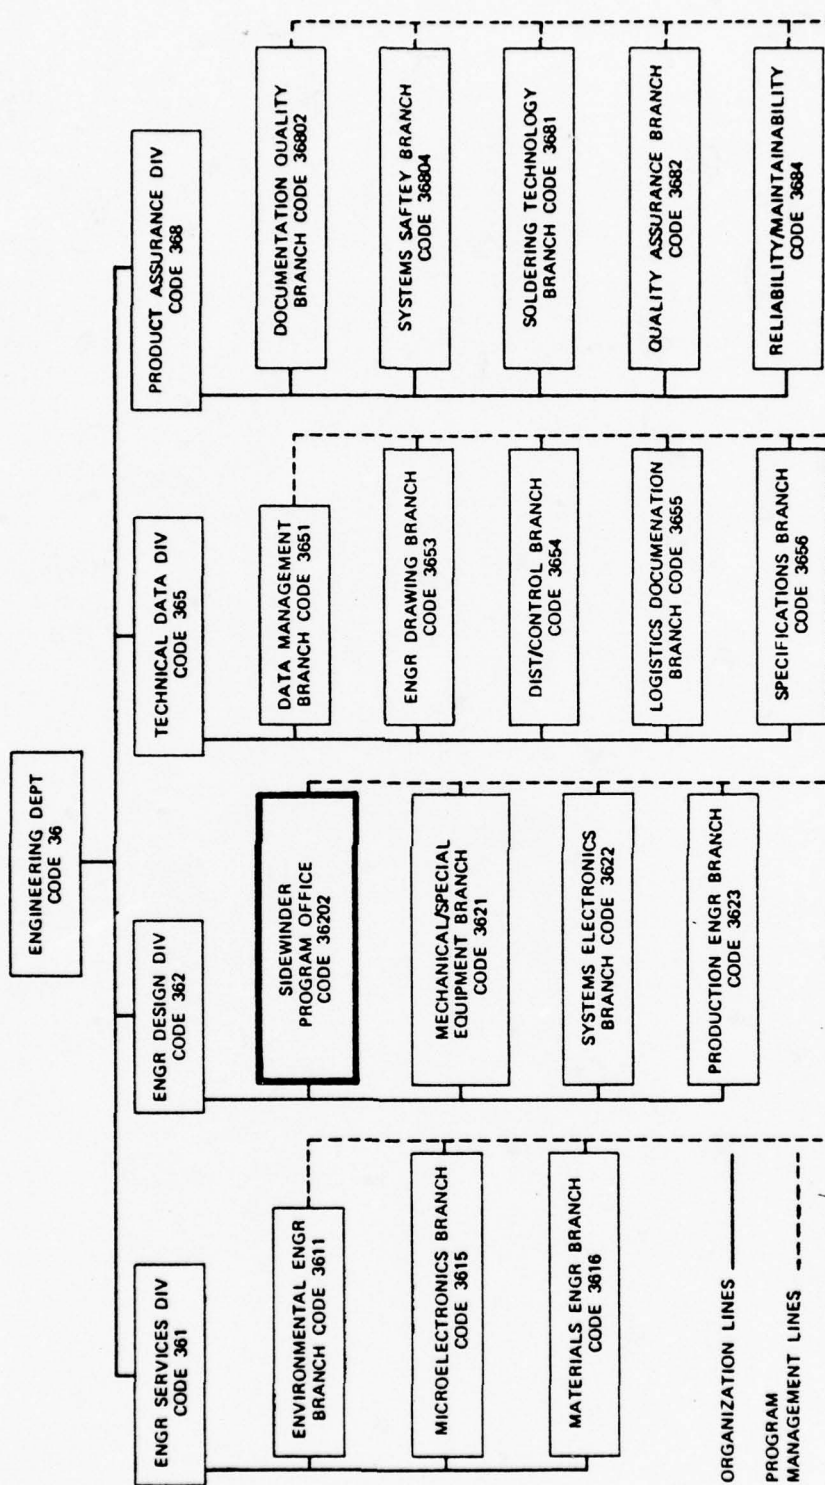 ENGINEERING DEPT
CODE 36
ENGR SERVICES DIV
CODE 361
ENGR DESIGN DIV
CODE 362
TECHNICAL DATA DIV
CODE 365
PRODUCT ASSURANCE DIV
CODE 368
ENVIRONMENTAL ENGR
BRANCH CODE 3611
MICROELECTRONICS BRANCH
CODE 3615
MATERIALS ENGR BRANCH
CODE 3616
SIDEWINDER
PROGRAM OFFICE
CODE 36202
MECHANICAL/SPECIAL
EQUIPMENT BRANCH
CODE 3621
SYSTEMS ELECTRONICS
BRANCH CODE 3622
PRODUCTION ENGR BRANCH
CODE 3623
DATA MANAGEMENT
BRANCH CODE 3651
ENGR DRAWING BRANCH
CODE 3653
DIST/CONTROL BRANCH
CODE 3654
LOGISTICS DOCUMENATION
BRANCH CODE 3655
SPECIFICATIONS BRANCH
CODE 3656
DOCUMENTATION QUALITY
BRANCH CODE 36802
SYSTEMS SAFTEY BRANCH
CODE 36804
SOLDERING TECHNOLOGY
BRANCH CODE 3681
QUALITY ASSURANCE BRANCH
CODE 3682
RELIABILITY/MAINTAINABILITY
CODE 3684
ORGANIZATION LINES
PROGRAM
MANAGEMENT LINES